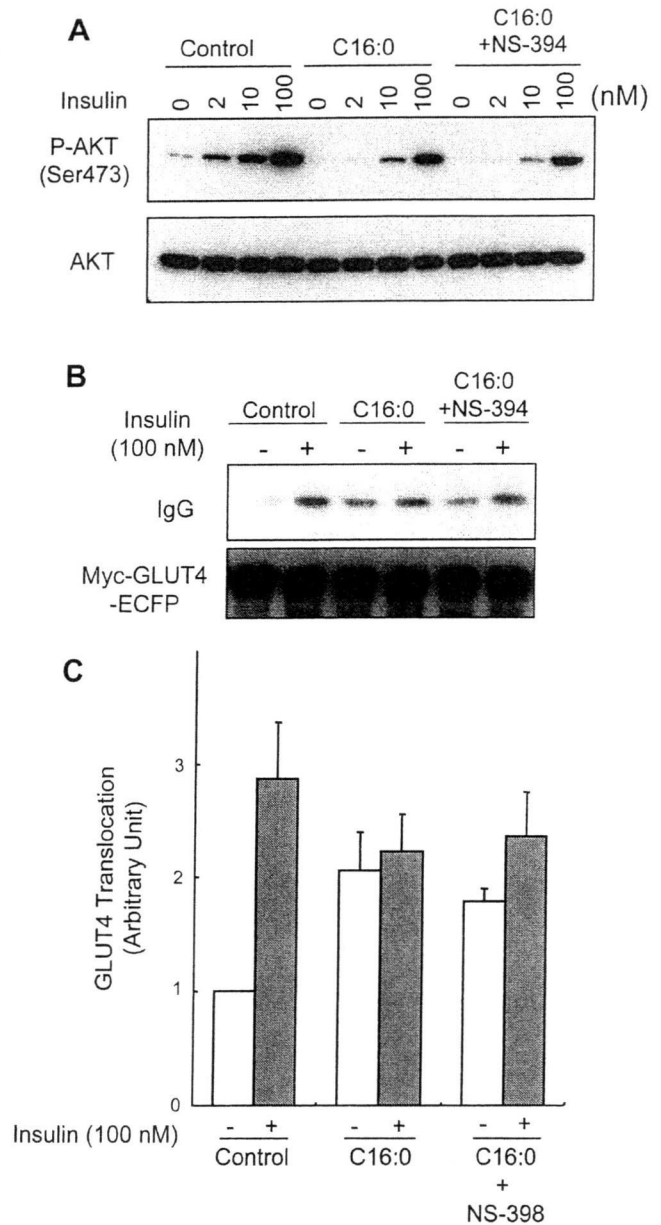 A
Control
C16:0
C16:0
+NS-394
Insulin
0 2 10 100 0 2 10 100 0 2 10 100 (nM)
P-AKT
(Ser473)
AKT
B
Insulin
(100 nM)
Control
C16:0
C16:0
+NS-394
- + - + - +
IgG
Myc-GLUT4
-ECFP
C
GLUT4 Translocation
(Arbitrary Unit)
3
2
1
0
Insulin (100 nM)
- + - + - +
Control
C16:0
C16:0
+
NS-398